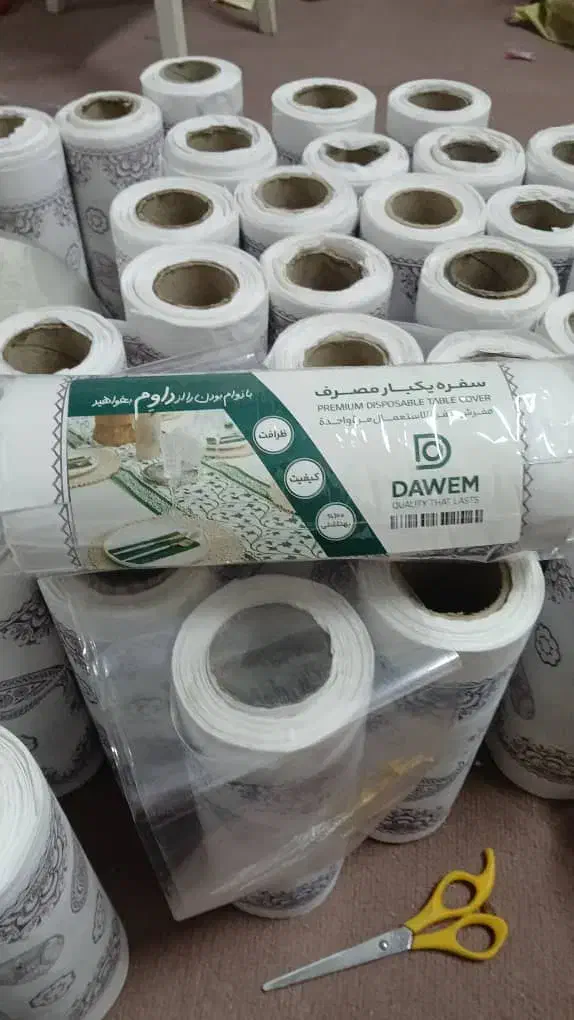 سفره یکبار مصرف
PREMIUM DISPOSABLE TABLE COVER
با دوام بودن را از داوم بخواهید
ظرافت
کیفیت
DAWEM
QUALITY THAT LASTS